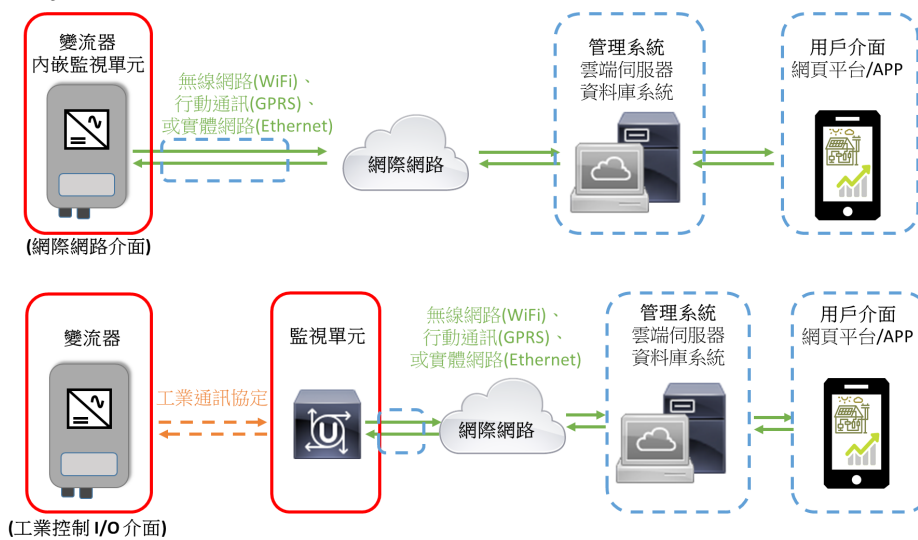 變流器
內嵌監視單元
無線網路(WiFi)、
行動通訊(GPRS)、
或實體網路(Ethernet)
網際網路
管理系統
雲端伺服器
資料庫系統
用戶介面
網頁平台/APP
(網際網路介面)
變流器
工業通訊協定
監視單元
U
無線網路(WiFi)、
行動通訊(GPRS)、
或實體網路(Ethernet)
網際網路
管理系統
雲端伺服器
資料庫系統
用戶介面
網頁平台/APP
(工業控制 I/O 介面)